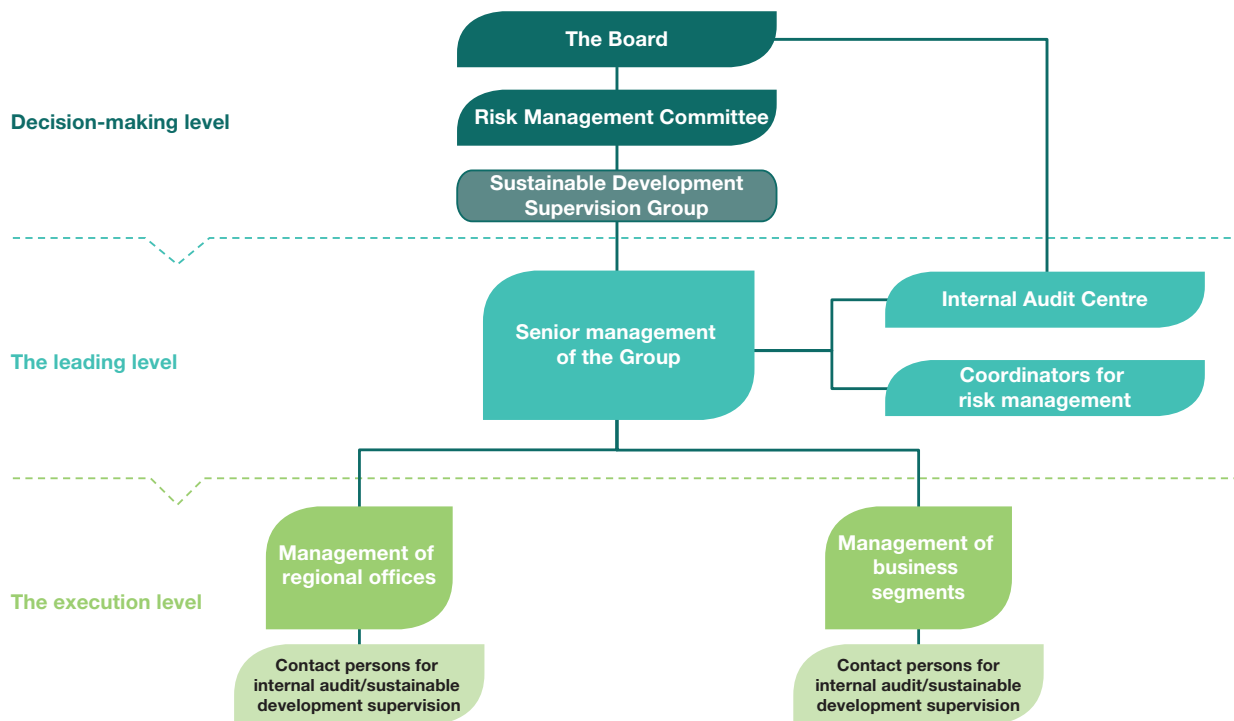 The Board
Decision-making level
Risk Management Committee
Sustainable Development
Supervision Group
The leading level
Senior management
of the Group
Internal Audit Centre
Coordinators for
risk management
The execution level
Management of
regional offices
Management of
business
segments
Contact persons for
internal audit/sustainable
development supervision
Contact persons for
internal audit/sustainable
development supervision